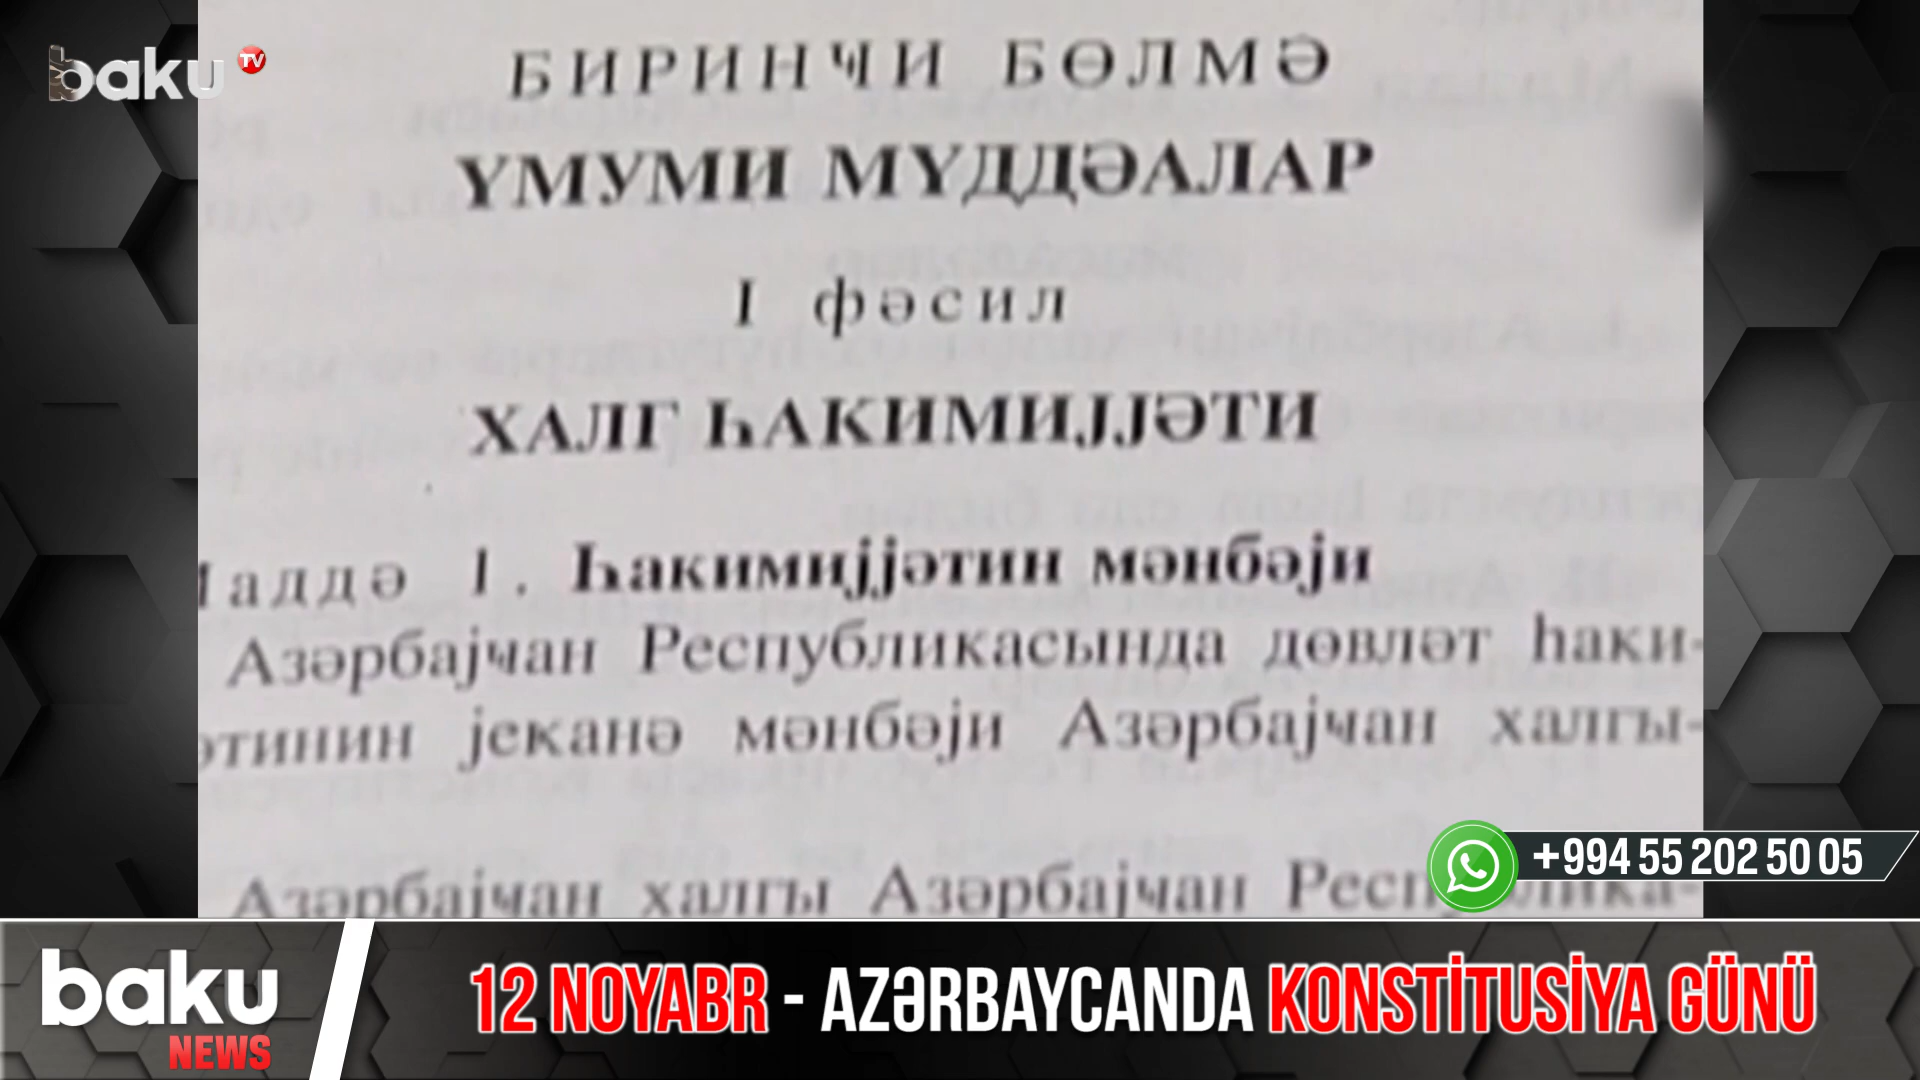 baku TV
БИРИНҸИ БӨЛМӘ
ҮМУМИ МҮДДӘАЛАР
I фәсил
ХАЛГ ҺАКИМИЈЈӘТИ
Маддә 1. Һакимијјәтин мәнбәји
Азәрбајҹан Республикасында дөвләт һаки-
әтинин јеканә мәнбәји Азәрбајҹан халгы-
Азәрбајҹан халгы Азәрбајҹан Республика-
+994 55 202 50 05
baku
NEWS
12 NOYABR - AZƏRBAYCANDA KONSTİTUSİYA GÜNÜ